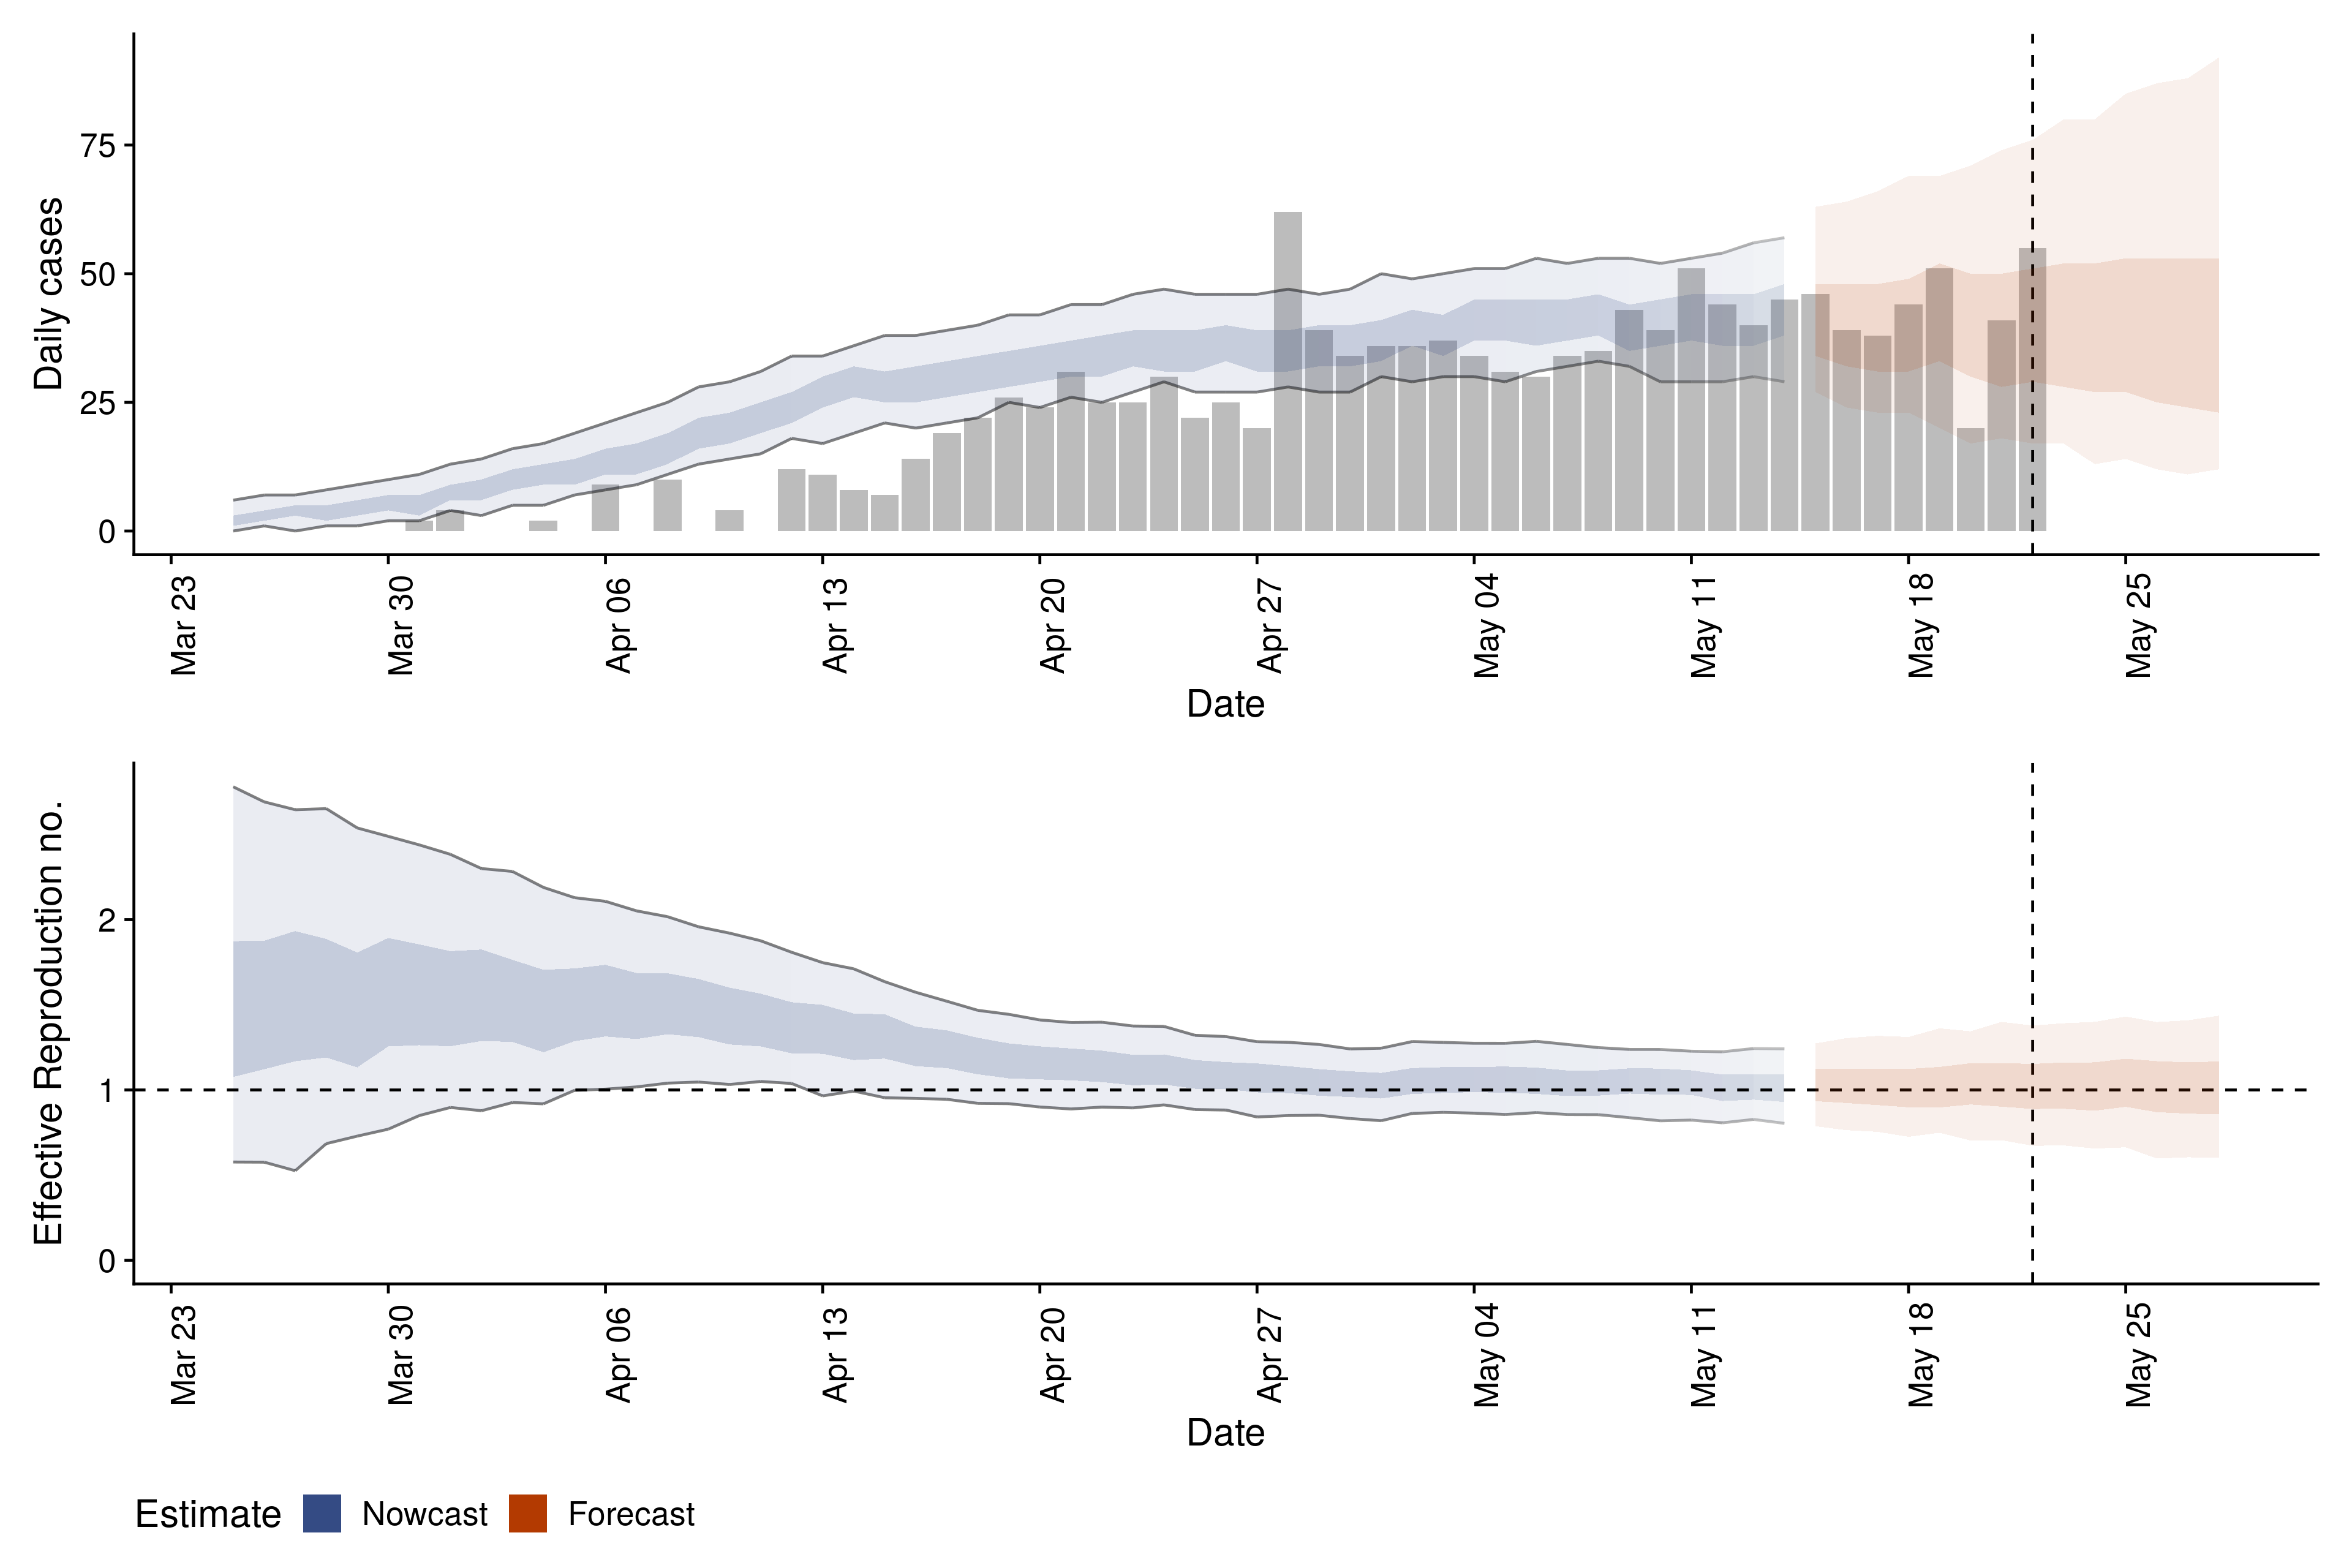 Daily cases
75
50
25
0
Mar 23
Mar 30
Apr 06
Apr 13
Apr 20
Apr 27
May 04
May 11
May 18
May 25
Date
Effective Reproduction no.
2
1
0
Mar 23
Mar 30
Apr 06
Apr 13
Apr 20
Apr 27
May 04
May 11
May 18
May 25
Date
Estimate Nowcast Forecast